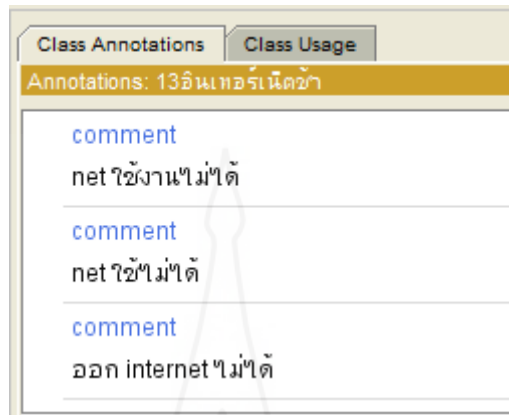 Class Annotations Class Usage
Annotations: 13อินเทอร์เน็ตช้า
comment
net ใช้งานไม่ได้
comment
net ใช้ไม่ได้
comment
ออก internet ไม่ได้